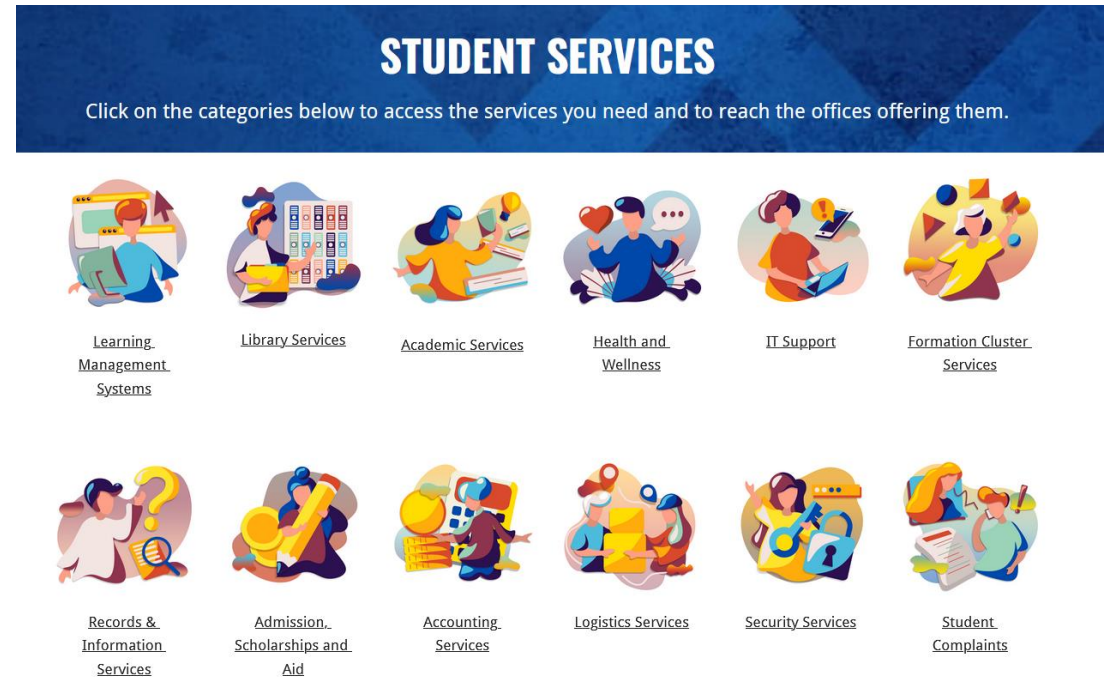 STUDENT SERVICES
Click on the categories below to access the services you need and to reach the offices offering them.
Learning
Management
Systems
Library Services
Academic Services
Health and
Wellness
IT Support
Formation Cluster
Services
Records &
Information
Services
Admission,
Scholarships and
Aid
Accounting
Services
Logistics Services
Security Services
Student
Complaints